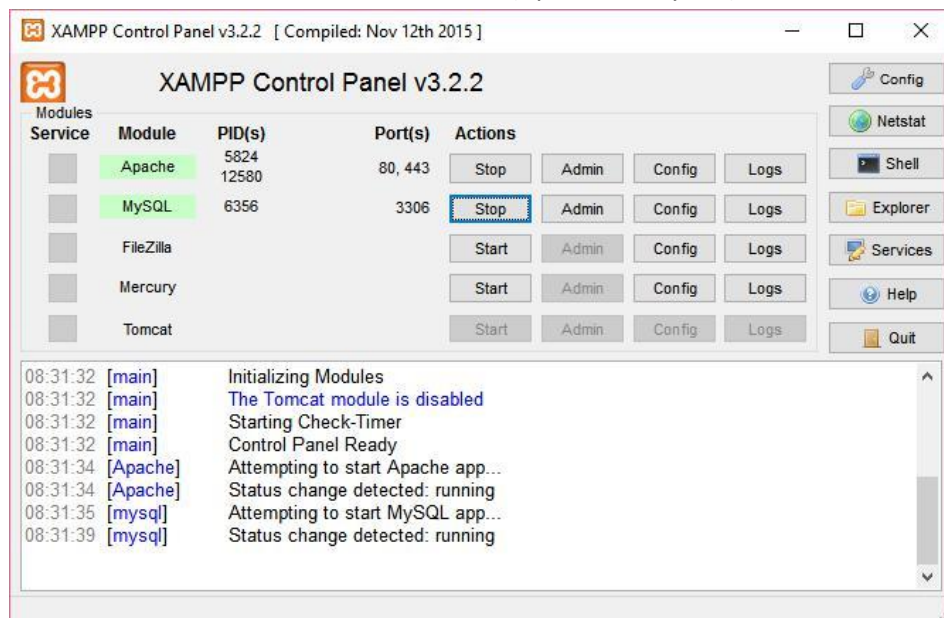 XAMPP Control Panel v3.2.2 [ Compiled: Nov 12th 2015 ]
XAMPP Control Panel v3.2.2
Config
Modules
Netstat
Service Module PID(s) Port(s) Actions
Apache 5824 12580 80, 443 Stop Admin Config Logs
Shell
MySQL 6356 3306 Stop Admin Config Logs
Explorer
FileZilla Start Admin Config Logs
Services
Mercury Start Admin Config Logs
Help
Tomcat Start Admin Config Logs
Quit
08:31:32 [main] Initializing Modules
08:31:32 [main] The Tomcat module is disabled
08:31:32 [main] Starting Check-Timer
08:31:32 [main] Control Panel Ready
08:31:34 [Apache] Attempting to start Apache app...
08:31:34 [Apache] Status change detected: running
08:31:35 [mysql] Attempting to start MySQL app...
08:31:39 [mysql] Status change detected: running